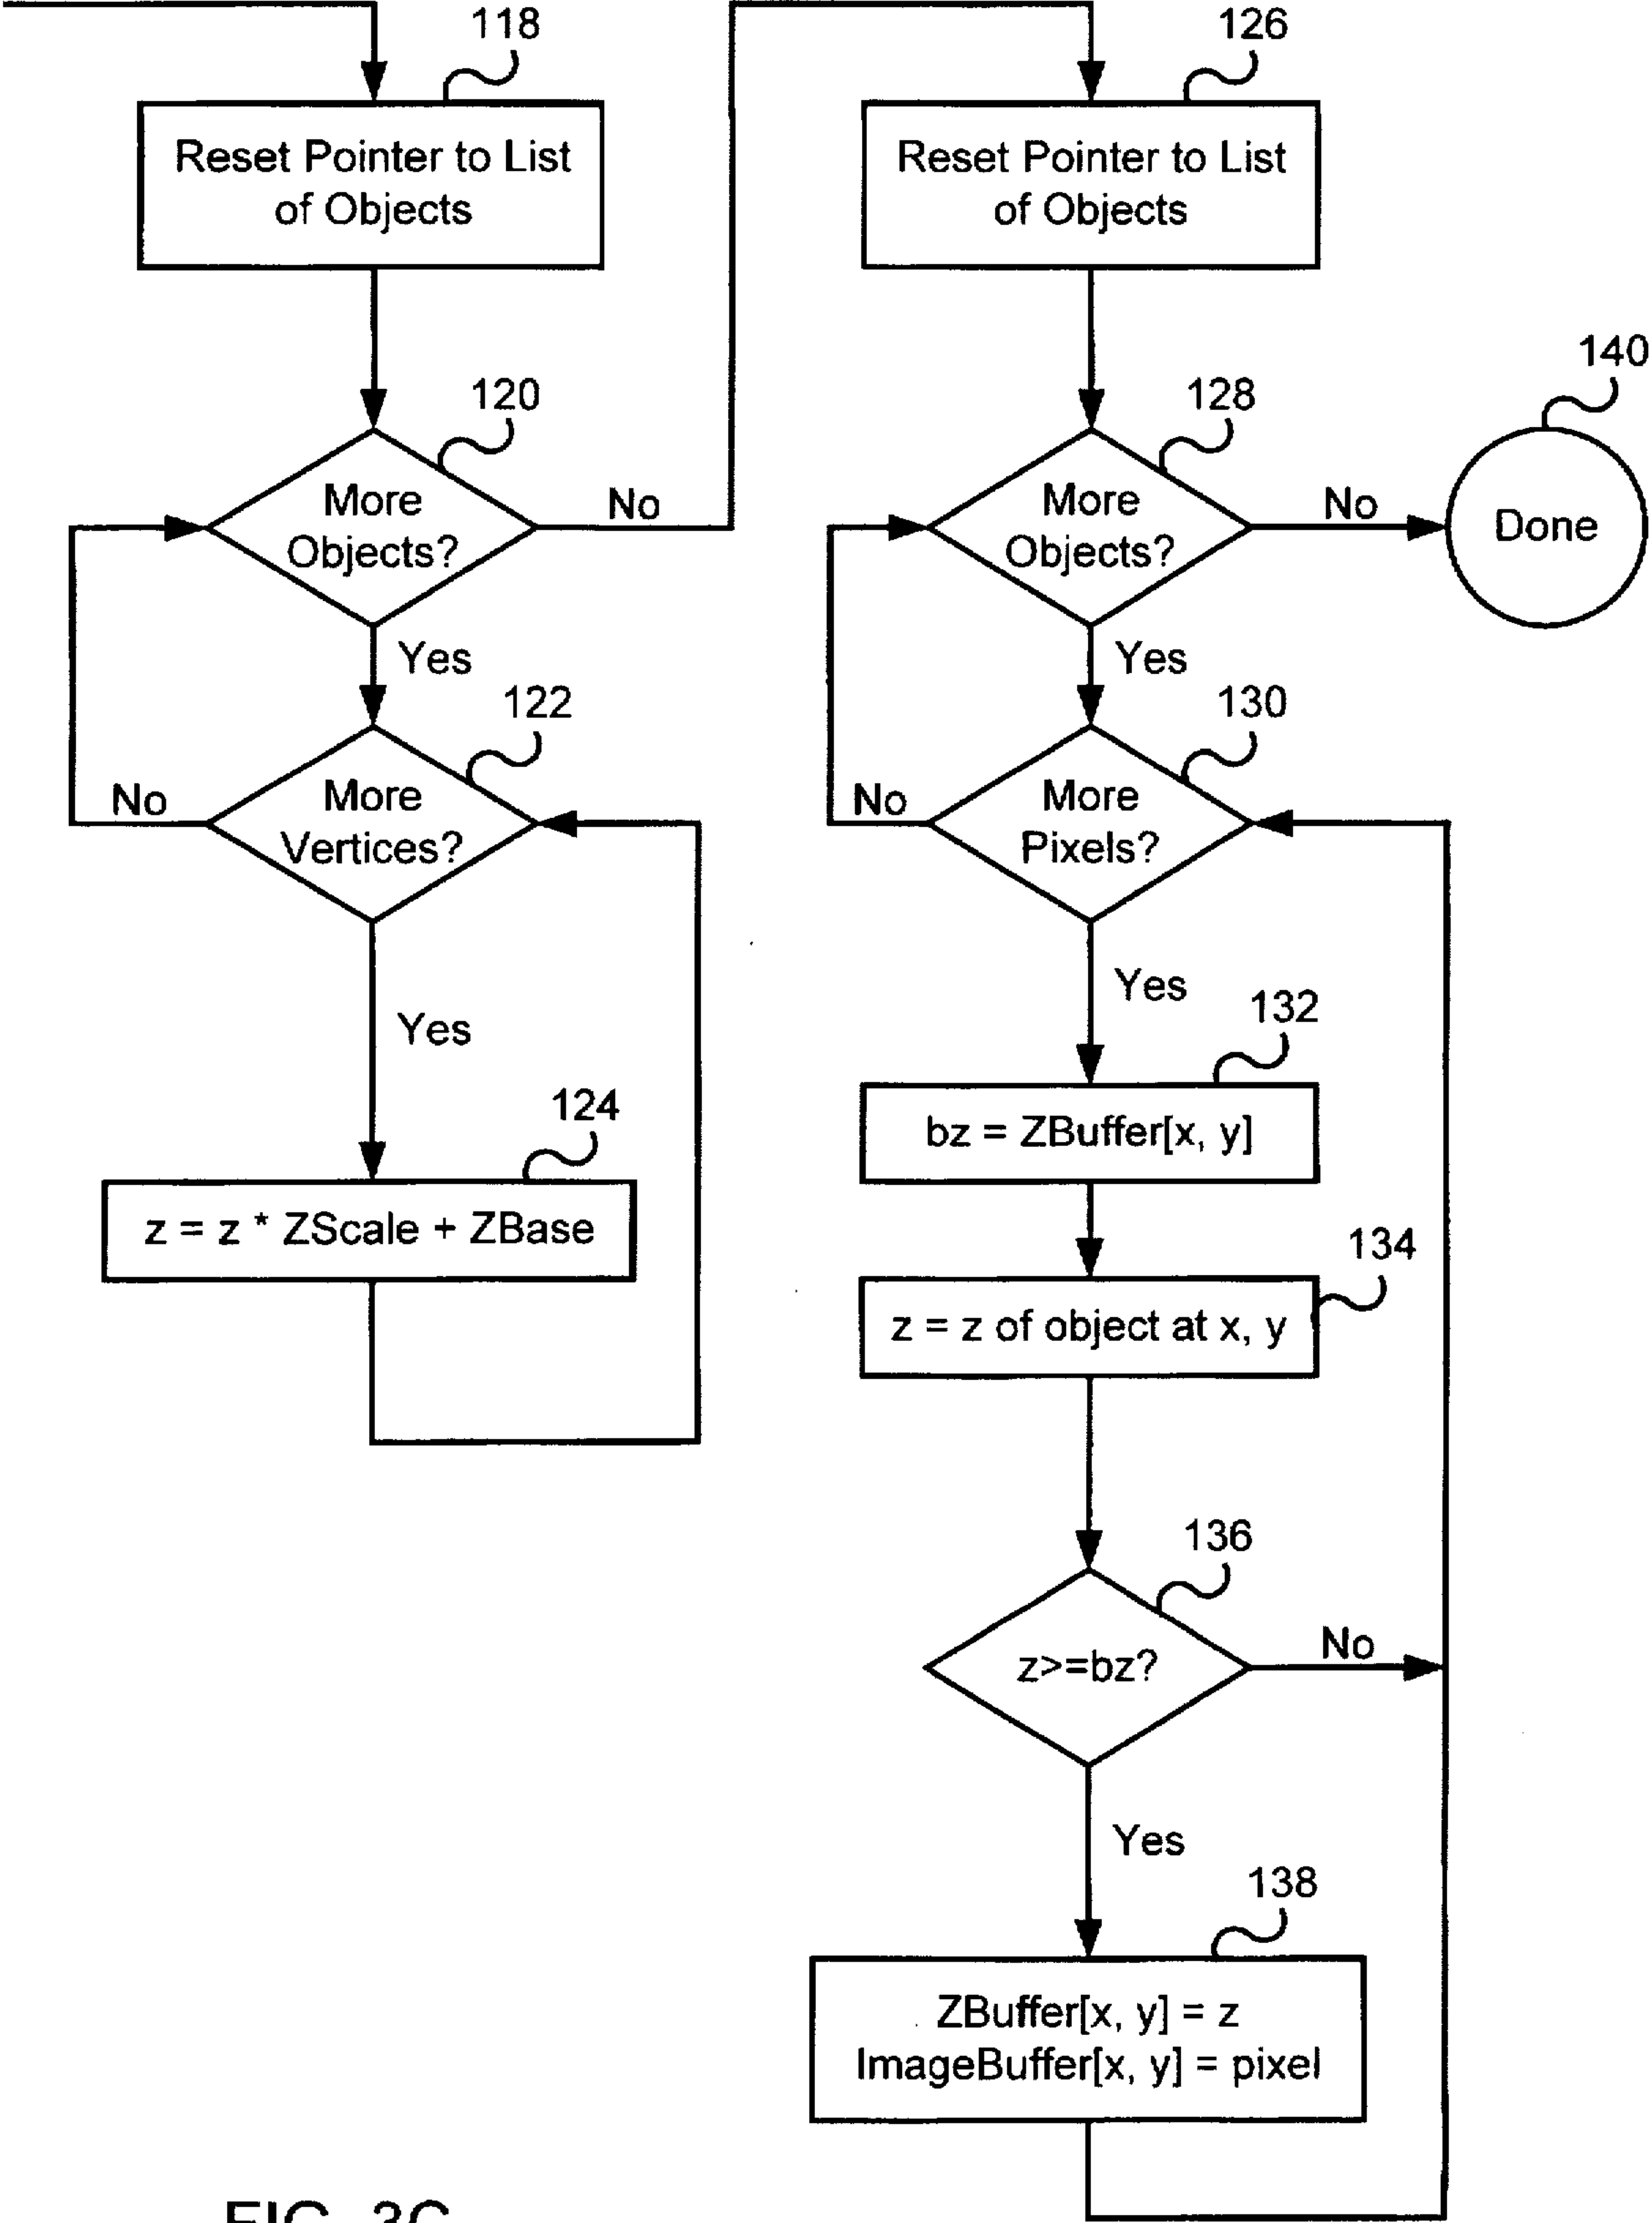 118
Reset Pointer to List
of Objects
120
More
Objects?
No
Yes
122
More
Vertices?
No
Yes
124
z = z * ZScale + ZBase
126
Reset Pointer to List
of Objects
128
More
Objects?
No
140
Done
Yes
130
More
Pixels?
No
Yes
132
bz = ZBuffer[x, y]
134
z = z of object at x, y
136
z>=bz?
No
Yes
138
ZBuffer[x, y] = z
ImageBuffer[x, y] = pixel
FIG. 3C